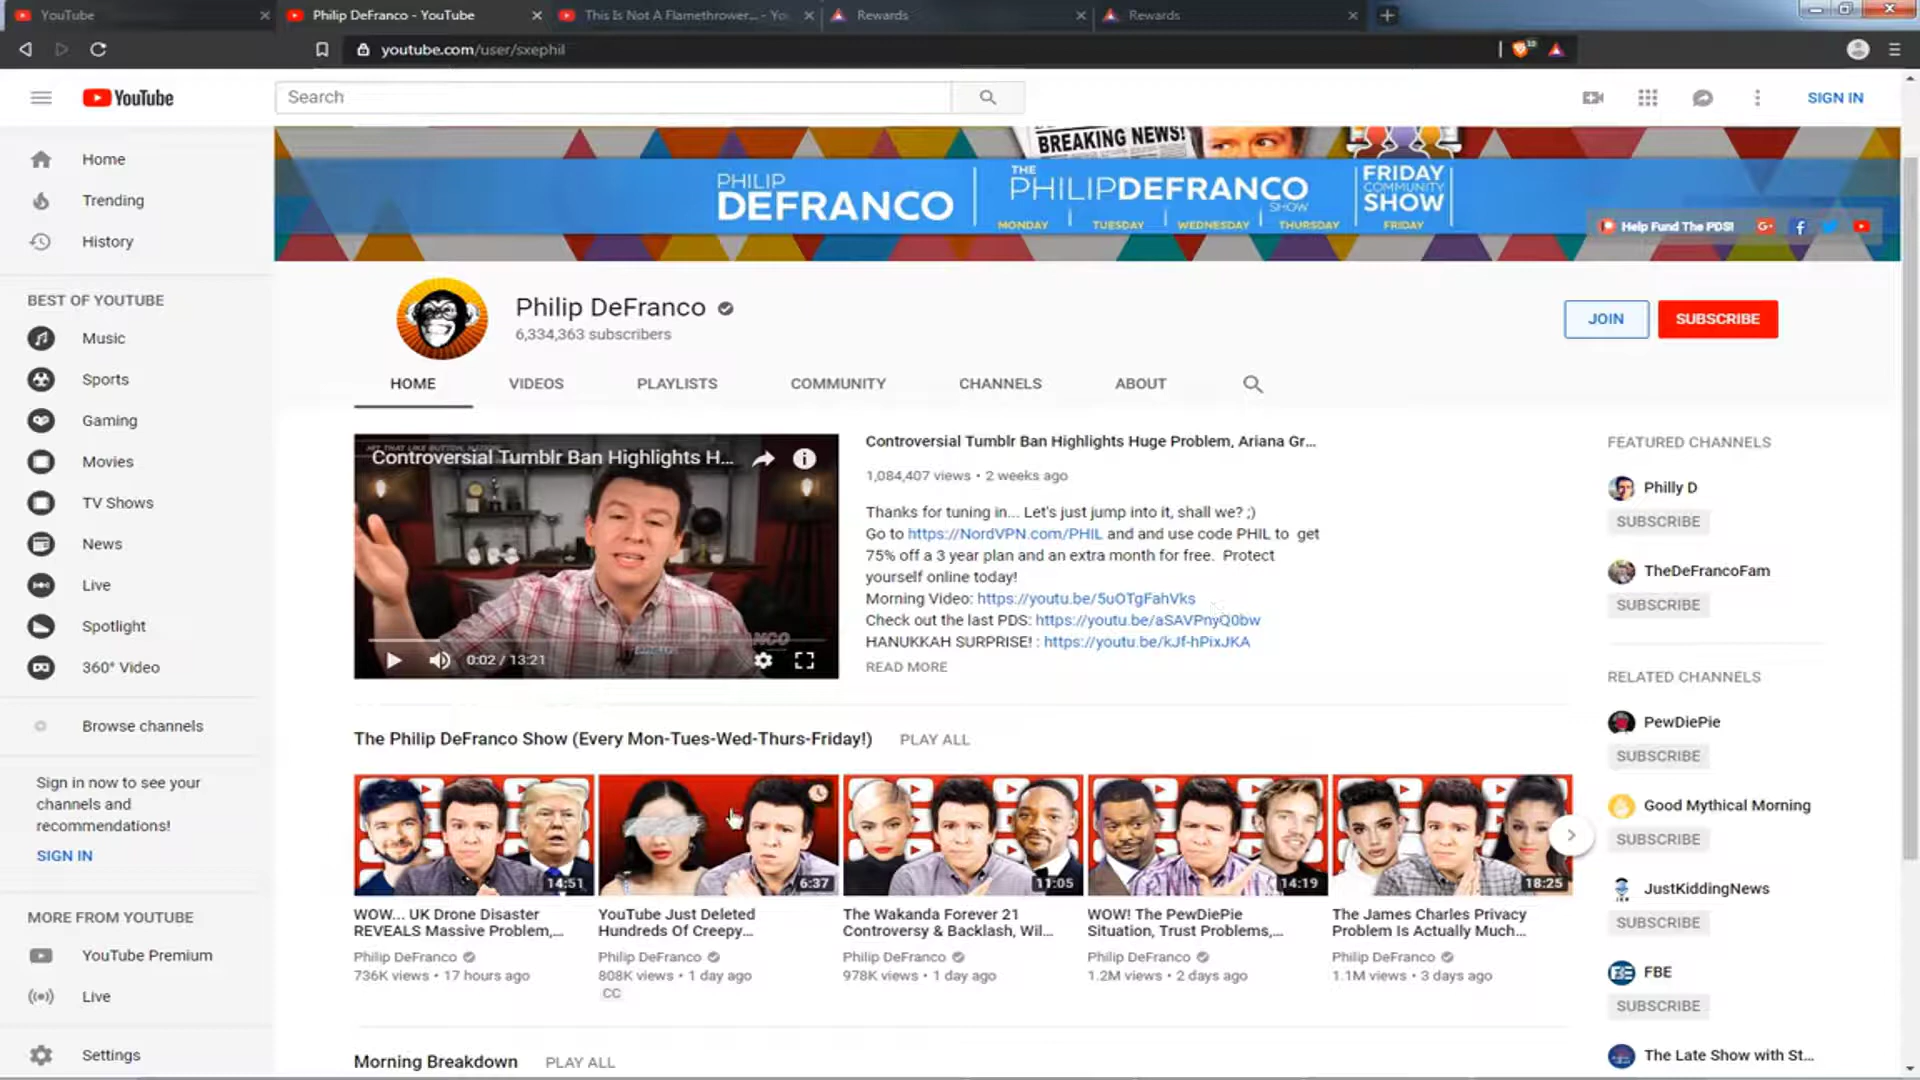 YouTube
Philip DeFranco - YouTube
This Is Not A Flamethrower... - Yo
Rewards
Rewards
youtube.com/user/sxephil
10
YouTube
Search
SIGN IN
Home
Trending
History
BEST OF YOUTUBE
Music
Sports
Gaming
Movies
TV Shows
News
Live
Spotlight
360° Video
Browse channels
Sign in now to see your
channels and
recommendations!
SIGN IN
MORE FROM YOUTUBE
YouTube Premium
Live
Settings
BREAKING NEWS!
PHILIP
DEFRANCO
THE
PHILIPDEFRANCO
SHOW
MONDAY TUESDAY WEDNESDAY THURSDAY
FRIDAY
COMMUNITY
SHOW
FRIDAY
Help Fund The PDS!
Philip DeFranco
6,334,363 subscribers
JOIN
SUBSCRIBE
HOME VIDEOS PLAYLISTS COMMUNITY CHANNELS ABOUT
Controversial Tumblr Ban Highlights H...
0:02 / 13:21
Controversial Tumblr Ban Highlights Huge Problem, Ariana Gr...
1,084,407 views • 2 weeks ago
Thanks for tuning in... Let's just jump into it, shall we? ;)
Go to https://NordVPN.com/PHIL and and use code PHIL to get
75% off a 3 year plan and an extra month for free. Protect
yourself online today!
Morning Video: https://youtu.be/5uOTgFahVks
Check out the last PDS: https://youtu.be/aSAVPnyQ0bw
HANUKKAH SURPRISE! : https://youtu.be/kJf-hPixJKA
READ MORE
The Philip DeFranco Show (Every Mon-Tues-Wed-Thurs-Friday!) PLAY ALL
14:51
WOW... UK Drone Disaster
REVEALS Massive Problem,...
Philip DeFranco
736K views • 17 hours ago
6:37
YouTube Just Deleted
Hundreds Of Creepy...
Philip DeFranco
808K views • 1 day ago
CC
11:05
The Wakanda Forever 21
Controversy & Backlash, Wil...
Philip DeFranco
978K views • 1 day ago
14:19
WOW! The PewDiePie
Situation, Trust Problems,...
Philip DeFranco
1.2M views • 2 days ago
18:25
The James Charles Privacy
Problem Is Actually Much...
Philip DeFranco
1.1M views • 3 days ago
Morning Breakdown PLAY ALL
FEATURED CHANNELS
Philly D
SUBSCRIBE
TheDeFrancoFam
SUBSCRIBE
RELATED CHANNELS
PewDiePie
SUBSCRIBE
Good Mythical Morning
SUBSCRIBE
JustKiddingNews
SUBSCRIBE
FBE
SUBSCRIBE
The Late Show with St...